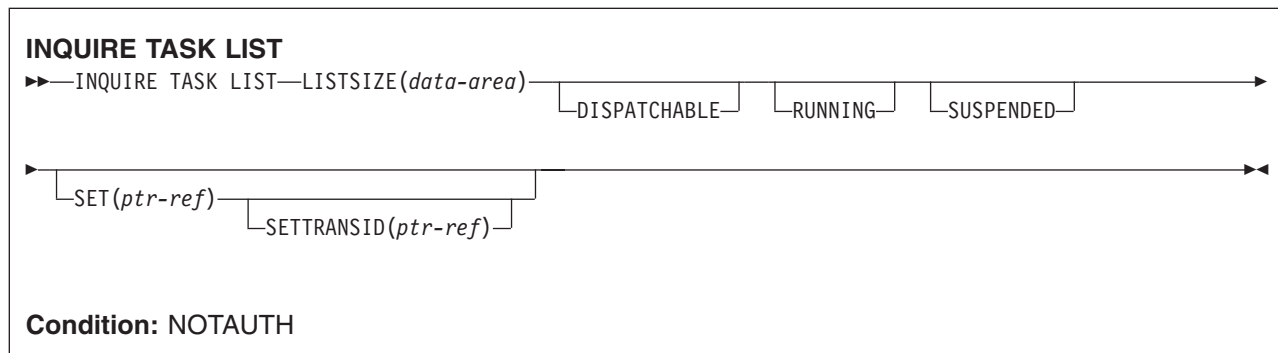 INQUIRE TASK LIST
INQUIRE TASK LIST LISTSIZE(data-area)
DISPATCHABLE RUNNING SUSPENDED
SET(ptr-ref)
SETTRANSID(ptr-ref)
Condition: NOTAUTH